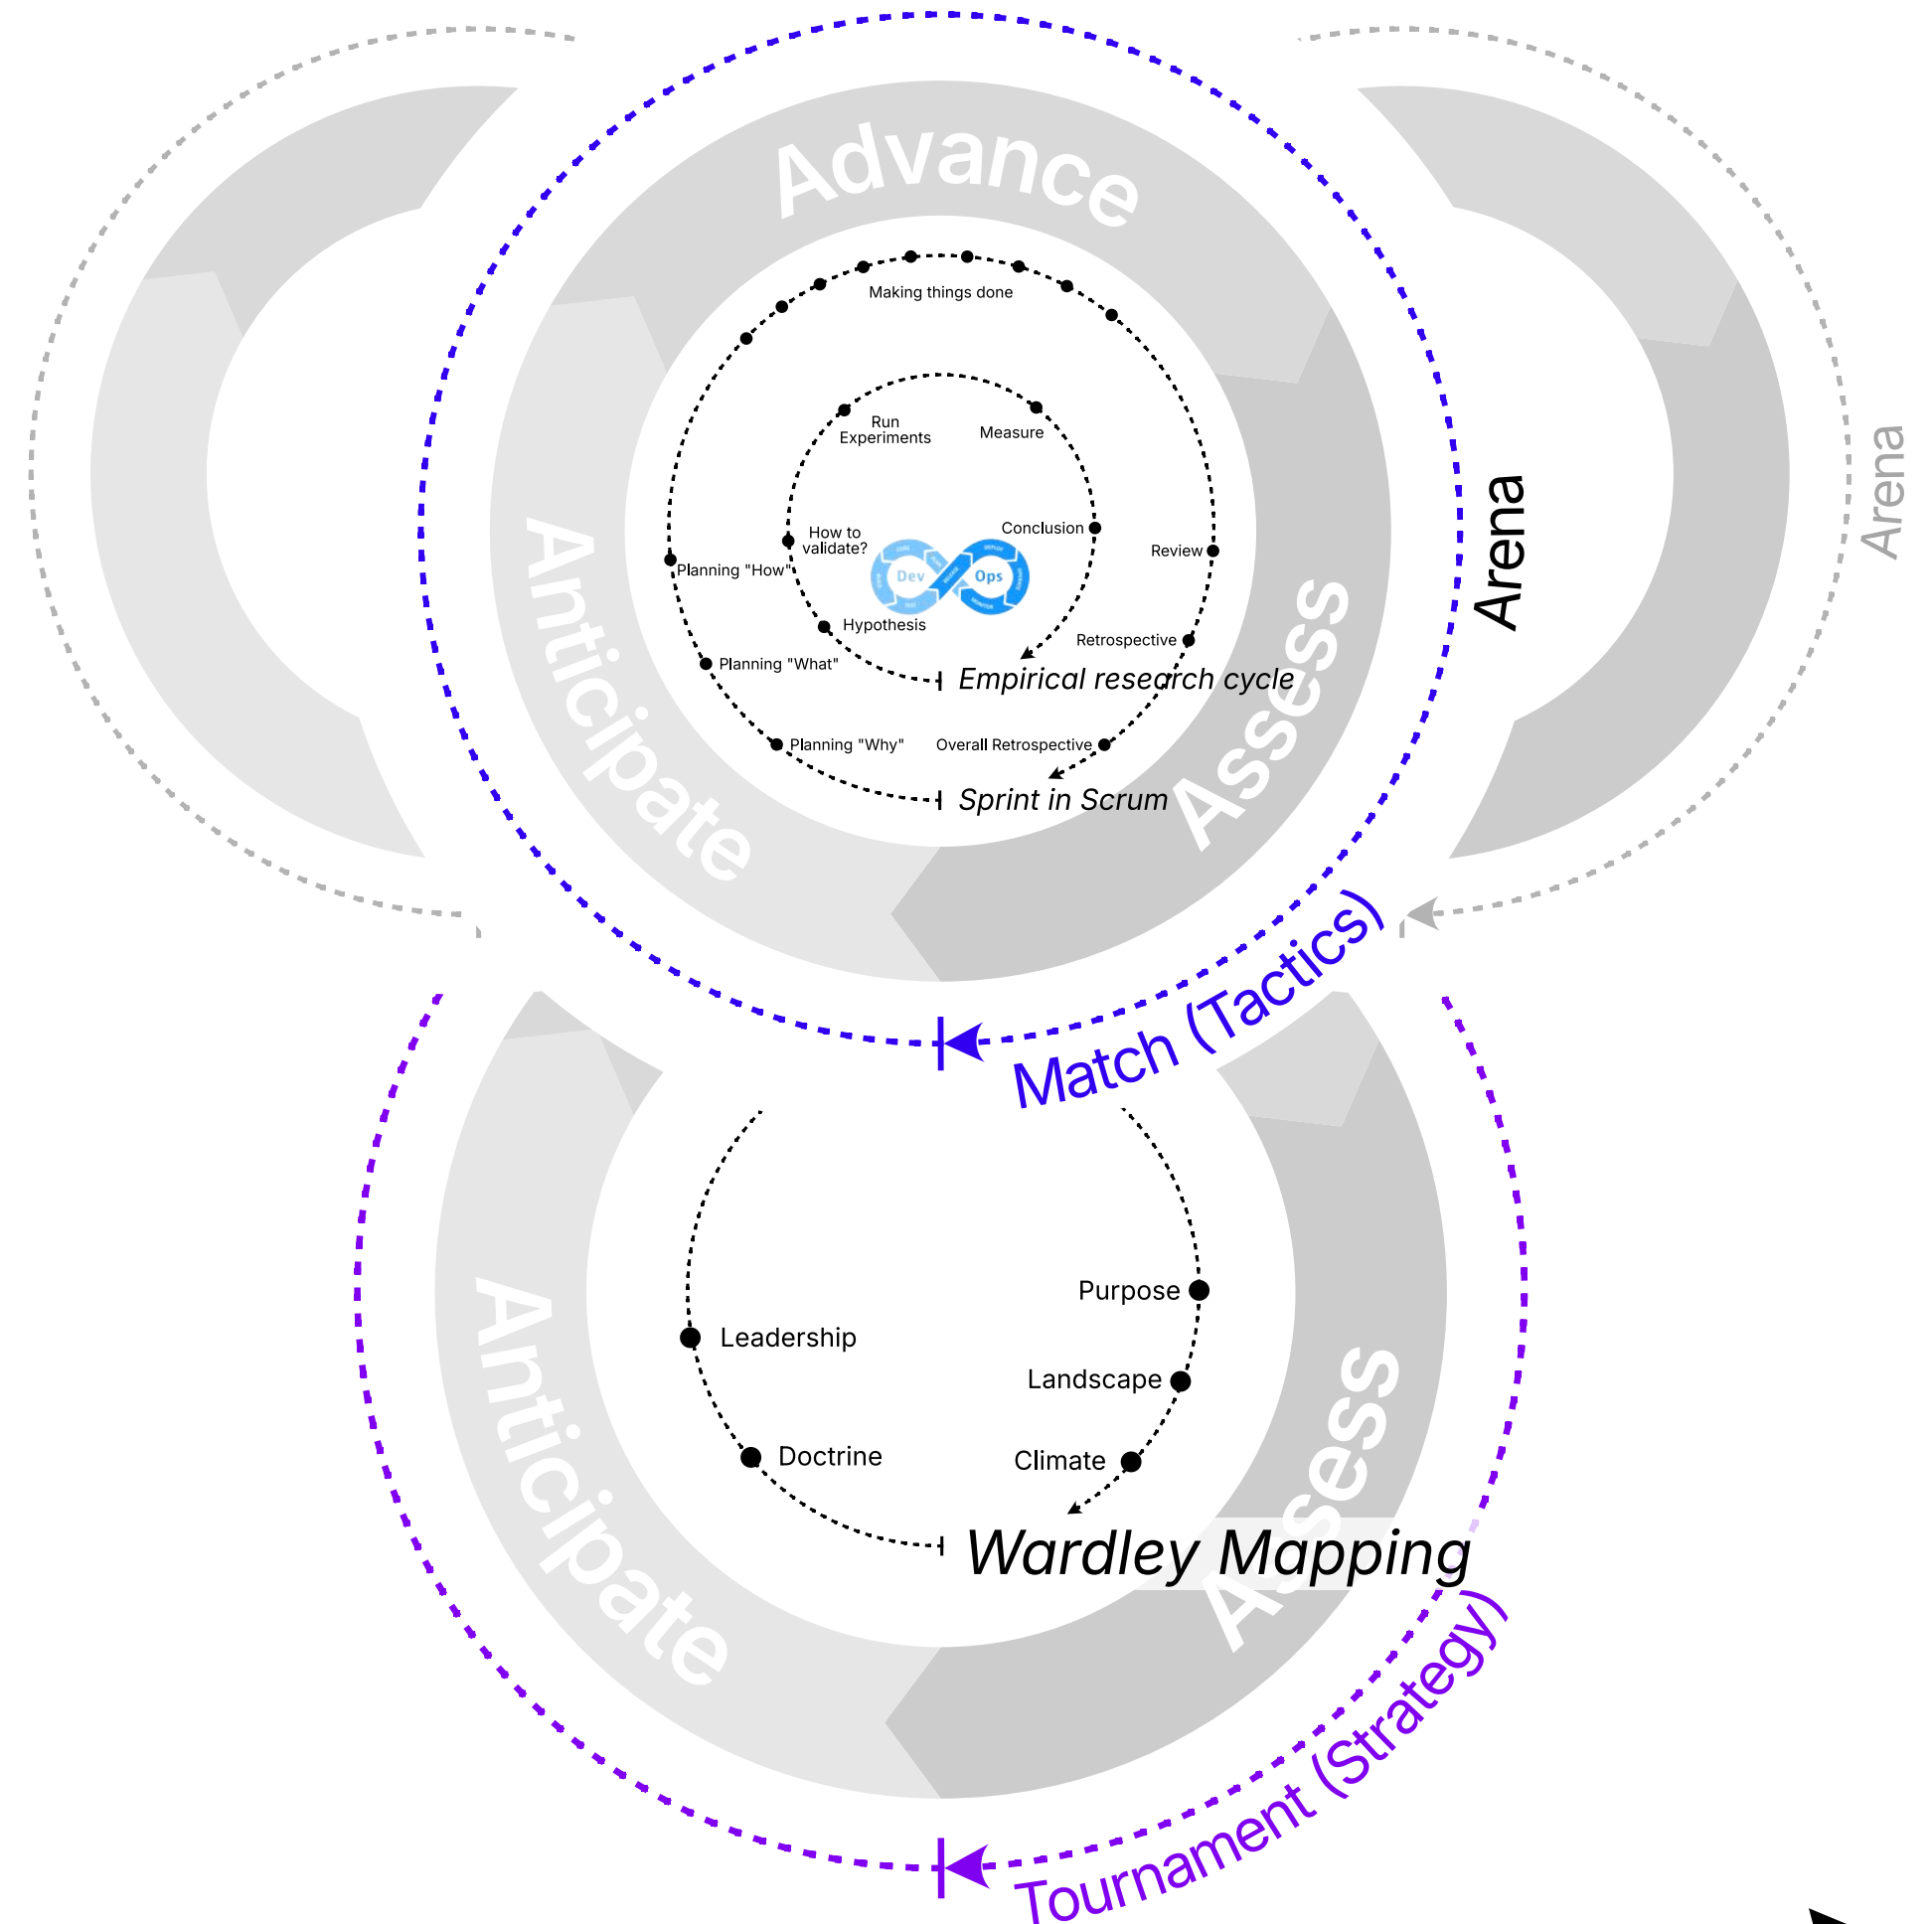 Advance
Making things done
Run
Experiments
Measure
How to
validate?
Conclusion
Review
Planning "How"
Dev
Ops
Hypothesis
Retrospective
Planning "What"
Empirical research cycle
Planning "Why"
Overall Retrospective
Sprint in Scrum
Anticipate
Assess
Arena
Arena
Match (Tactics)
Purpose
Leadership
Landscape
Doctrine
Climate
Wardley Mapping
Anticipate
Assess
Tournament (Strategy)